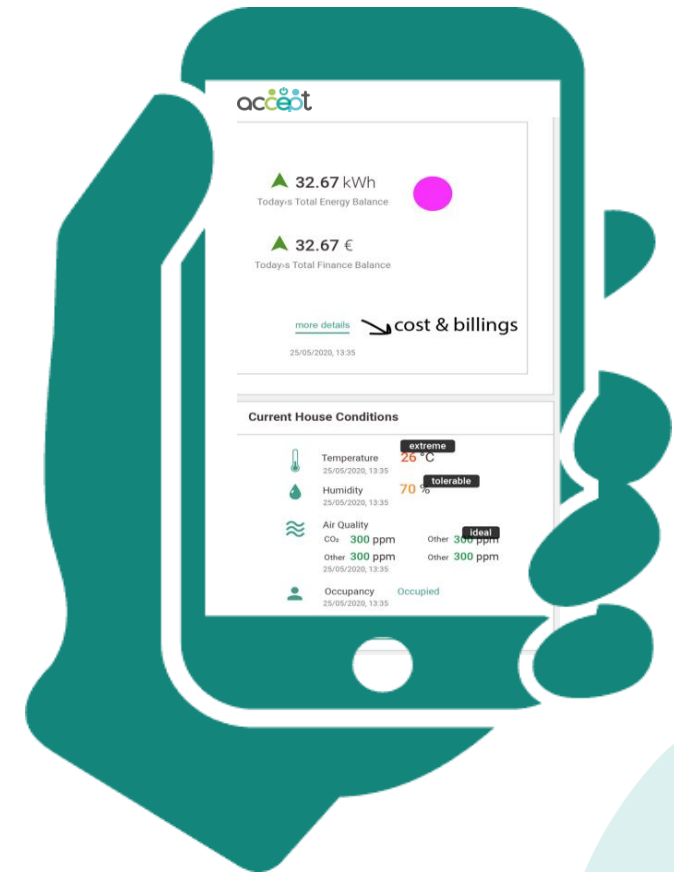 accept
32.67 kWh
Today›s Total Energy Balance
32.67 €
Today›s Total Finance Balance
more details cost & billings
25/05/2020, 13:35
Current House Conditions
extreme
Temperature 26 °C
25/05/2020, 13:35
tolerable
Humidity 70 %
25/05/2020, 13:35
Air Quality
ideal
CO₂ 300 ppm Other 300 ppm
Other 300 ppm Other 300 ppm
25/05/2020, 13:35
Occupancy Occupied
25/05/2020, 13:35